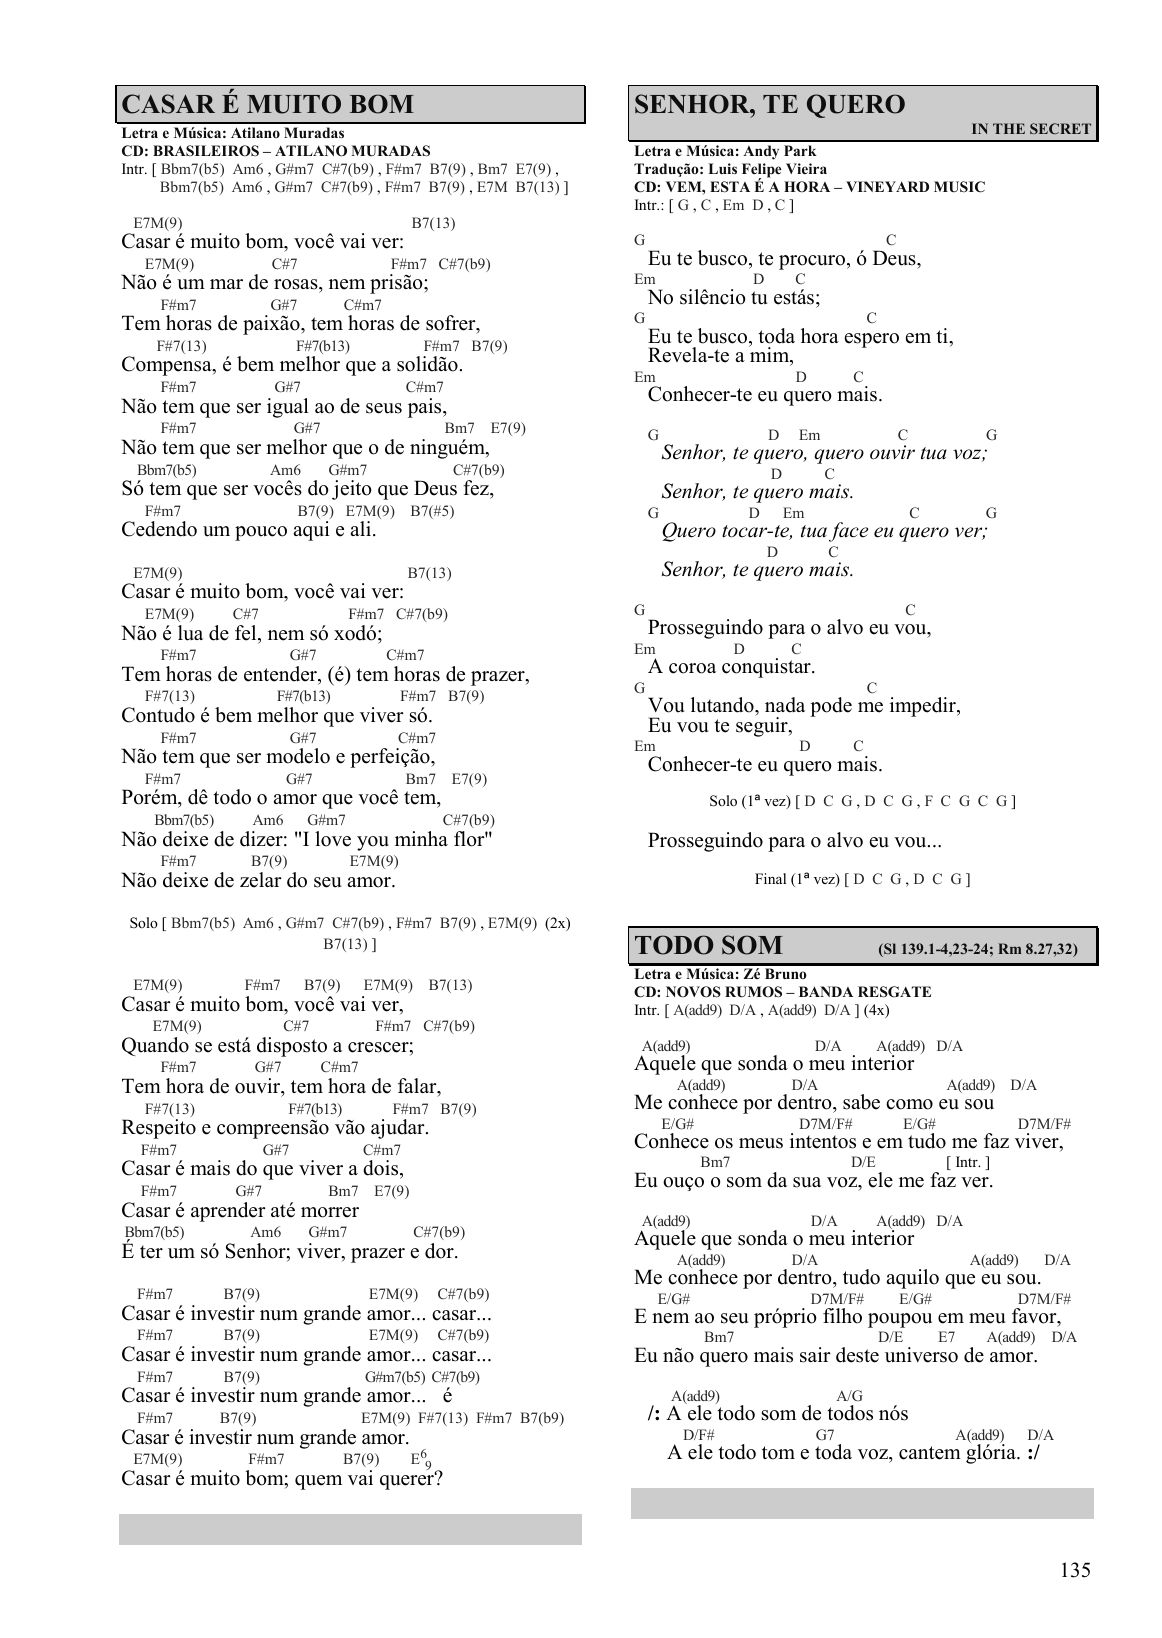 CASAR É MUITO BOM
Letra e Música: Atilano Muradas
CD: BRASILEIROS – ATILANO MURADAS
Intr. [ Bbm7(b5) Am6 , G#m7 C#7(b9) , F#m7 B7(9) , Bm7 E7(9) ,
Bbm7(b5) Am6 , G#m7 C#7(b9) , F#m7 B7(9) , E7M B7(13) ]
E7M(9) B7(13)
Casar é muito bom, você vai ver:
E7M(9) C#7 F#m7 C#7(b9)
Não é um mar de rosas, nem prisão;
F#m7 G#7 C#m7
Tem horas de paixão, tem horas de sofrer,
F#7(13) F#7(b13) F#m7 B7(9)
Compensa, é bem melhor que a solidão.
F#m7 G#7 C#m7
Não tem que ser igual ao de seus pais,
F#m7 G#7 Bm7 E7(9)
Não tem que ser melhor que o de ninguém,
Bbm7(b5) Am6 G#m7 C#7(b9)
Só tem que ser vocês do jeito que Deus fez,
F#m7 B7(9) E7M(9) B7(#5)
Cedendo um pouco aqui e ali.
E7M(9) B7(13)
Casar é muito bom, você vai ver:
E7M(9) C#7 F#m7 C#7(b9)
Não é lua de fel, nem só xodó;
F#m7 G#7 C#m7
Tem horas de entender, (é) tem horas de prazer,
F#7(13) F#7(b13) F#m7 B7(9)
Contudo é bem melhor que viver só.
F#m7 G#7 C#m7
Não tem que ser modelo e perfeição,
F#m7 G#7 Bm7 E7(9)
Porém, dê todo o amor que você tem,
Bbm7(b5) Am6 G#m7 C#7(b9)
Não deixe de dizer: "I love you minha flor"
F#m7 B7(9) E7M(9)
Não deixe de zelar do seu amor.
Solo [ Bbm7(b5) Am6 , G#m7 C#7(b9) , F#m7 B7(9) , E7M(9) (2x)
B7(13) ]
E7M(9) F#m7 B7(9) E7M(9) B7(13)
Casar é muito bom, você vai ver,
E7M(9) C#7 F#m7 C#7(b9)
Quando se está disposto a crescer;
F#m7 G#7 C#m7
Tem hora de ouvir, tem hora de falar,
F#7(13) F#7(b13) F#m7 B7(9)
Respeito e compreensão vão ajudar.
F#m7 G#7 C#m7
Casar é mais do que viver a dois,
F#m7 G#7 Bm7 E7(9)
Casar é aprender até morrer
Bbm7(b5) Am6 G#m7 C#7(b9)
É ter um só Senhor; viver, prazer e dor.
F#m7 B7(9) E7M(9) C#7(b9)
Casar é investir num grande amor... casar...
F#m7 B7(9) E7M(9) C#7(b9)
Casar é investir num grande amor... casar...
F#m7 B7(9) G#m7(b5) C#7(b9)
Casar é investir num grande amor... é
F#m7 B7(9) E7M(9) F#7(13) F#m7 B7(b9)
Casar é investir num grande amor.
E7M(9) F#m7 B7(9) E⁶₉
Casar é muito bom; quem vai querer?
SENHOR, TE QUERO
IN THE SECRET
Letra e Música: Andy Park
Tradução: Luis Felipe Vieira
CD: VEM, ESTA É A HORA – VINEYARD MUSIC
Intr.: [ G , C , Em D , C ]
G C
Eu te busco, te procuro, ó Deus,
Em D C
No silêncio tu estás;
G C
Eu te busco, toda hora espero em ti,
Revela-te a mim,
Em D C
Conhecer-te eu quero mais.
G D Em C G
Senhor, te quero, quero ouvir tua voz;
D C
Senhor, te quero mais.
G D Em C G
Quero tocar-te, tua face eu quero ver;
D C
Senhor, te quero mais.
G C
Prosseguindo para o alvo eu vou,
Em D C
A coroa conquistar.
G C
Vou lutando, nada pode me impedir,
Eu vou te seguir,
Em D C
Conhecer-te eu quero mais.
Solo (1ª vez) [ D C G , D C G , F C G C G ]
Prosseguindo para o alvo eu vou...
Final (1ª vez) [ D C G , D C G ]
TODO SOM (Sl 139.1-4,23-24; Rm 8.27,32)
Letra e Música: Zé Bruno
CD: NOVOS RUMOS – BANDA RESGATE
Intr. [ A(add9) D/A , A(add9) D/A ] (4x)
A(add9) D/A A(add9) D/A
Aquele que sonda o meu interior
A(add9) D/A A(add9) D/A
Me conhece por dentro, sabe como eu sou
E/G# D7M/F# E/G# D7M/F#
Conhece os meus intentos e em tudo me faz viver,
Bm7 D/E [ Intr. ]
Eu ouço o som da sua voz, ele me faz ver.
A(add9) D/A A(add9) D/A
Aquele que sonda o meu interior
A(add9) D/A A(add9) D/A
Me conhece por dentro, tudo aquilo que eu sou.
E/G# D7M/F# E/G# D7M/F#
E nem ao seu próprio filho poupou em meu favor,
Bm7 D/E E7 A(add9) D/A
Eu não quero mais sair deste universo de amor.
A(add9) A/G
/: A ele todo som de todos nós
D/F# G7 A(add9) D/A
A ele todo tom e toda voz, cantem glória. :/
135